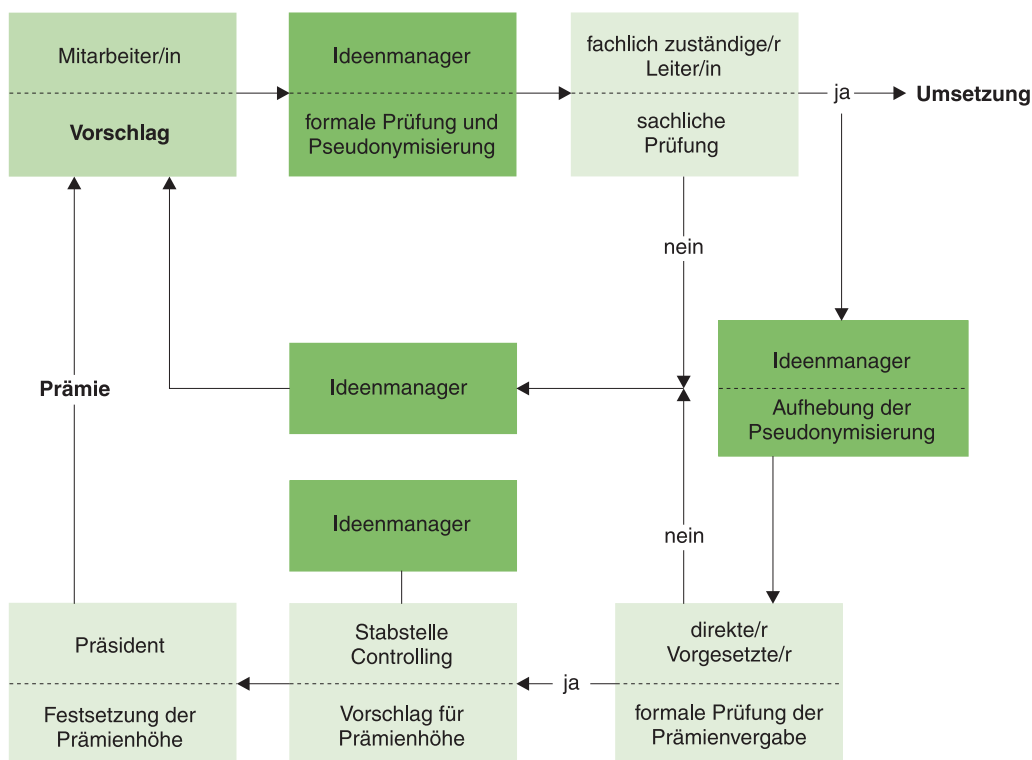 Mitarbeiter/in
Vorschlag
Ideenmanager
formale Prüfung und
Pseudonymisierung
fachlich zuständige/r
Leiter/in
sachliche
Prüfung
ja
Umsetzung
nein
Ideenmanager
Aufhebung der
Pseudonymisierung
Prämie
Ideenmanager
Ideenmanager
nein
Präsident
Festsetzung der
Prämienhöhe
Stabstelle
Controlling
Vorschlag für
Prämienhöhe
ja
direkte/r
Vorgesetzte/r
formale Prüfung der
Prämienvergabe